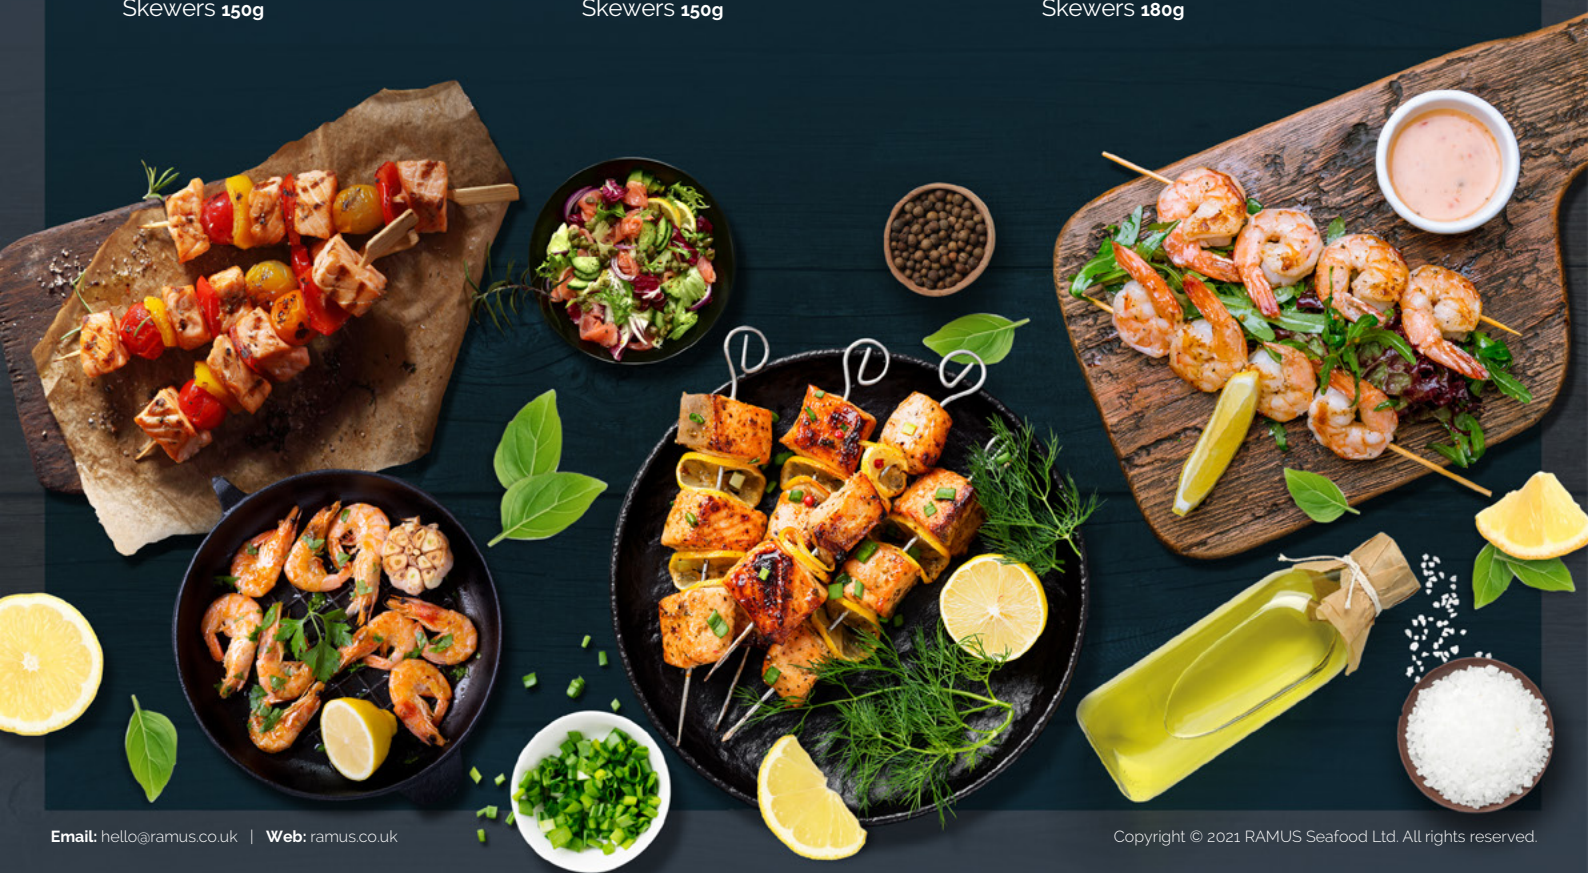 Skewers 150g
Skewers 150g
Skewers 180g
Email: hello@ramus.co.uk | Web: ramus.co.uk
Copyright © 2021 RAMUS Seafood Ltd. All rights reserved.